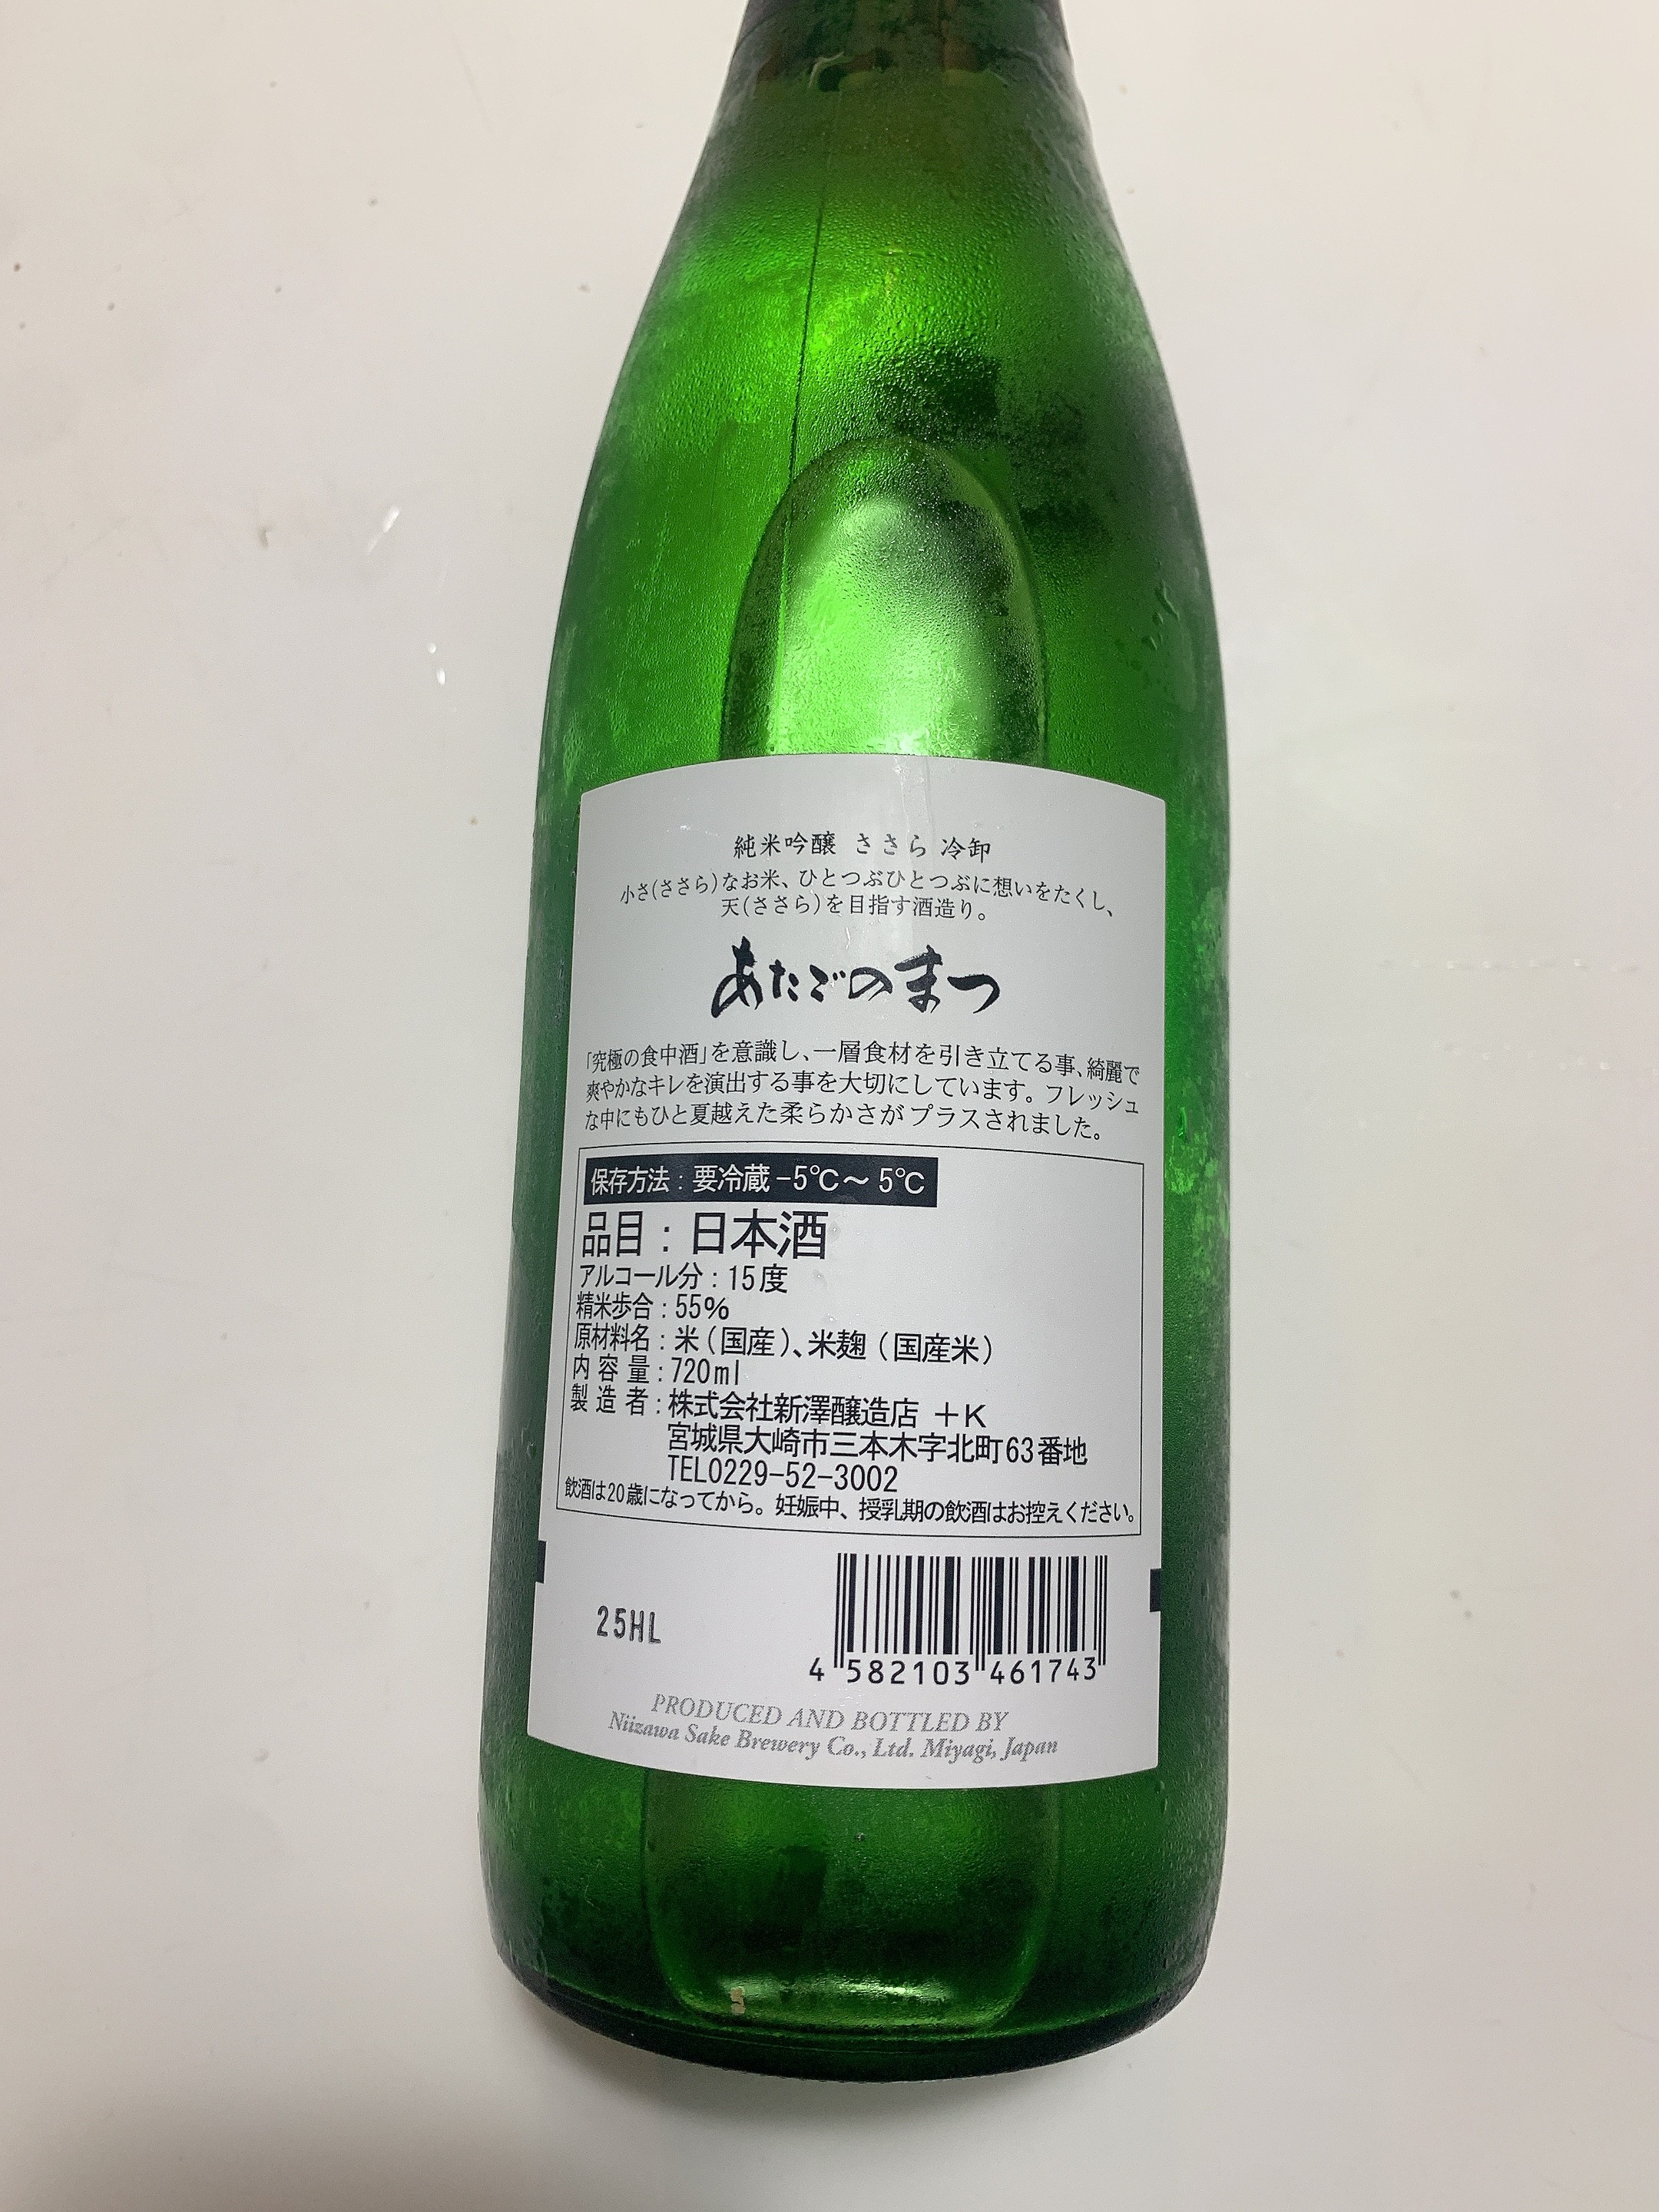 純米吟醸 ささら 冷卸
小さ(ささら)なお米、ひとつぶひとつぶに想いをたくし、
天(ささら)を目指す酒造り。
あたごのまつ
「究極の食中酒」を意識し、一層食材を引き立てる事、綺麗で
爽やかなキレを演出する事を大切にしています。フレッシュ
な中にもひと夏越えた柔らかさがプラスされました。
保存方法：要冷蔵−5℃〜 5℃
品目：日本酒
アルコール分：15度
精米歩合：55%
原材料名：米（国産）、米麹（国産米）
内容量：720ml
製造者：株式会社新澤醸造店 ＋K
宮城県大崎市三本木字北町63番地
TEL0229−52−3002
飲酒は20歳になってから。妊娠中、授乳期の飲酒はお控えください。
25HL
4 582103 461743
PRODUCED AND BOTTLED BY
Niizawa Sake Brewery Co., Ltd. Miyagi, Japan